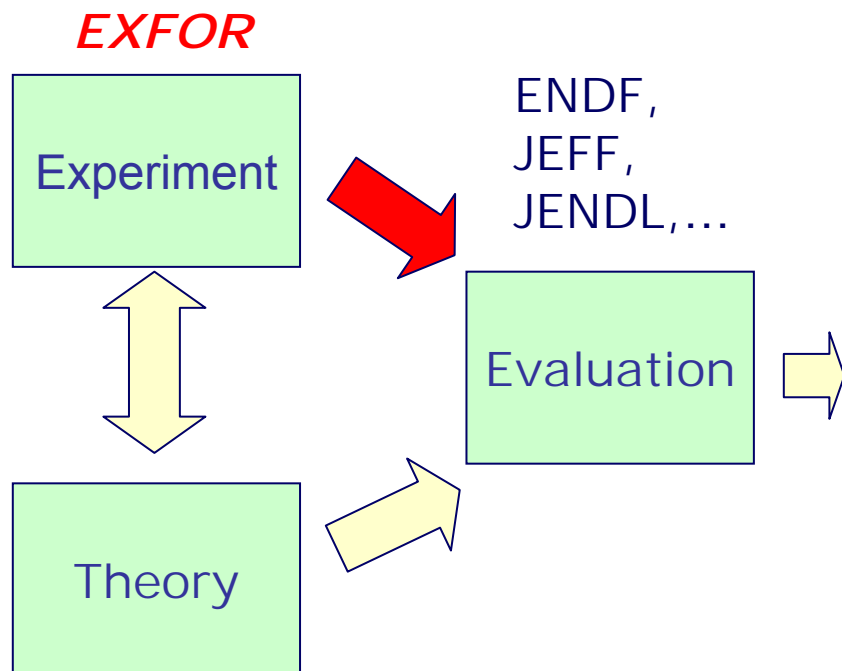 EXFOR
Experiment
ENDF,
JEFF,
JENDL,...
Evaluation
Theory